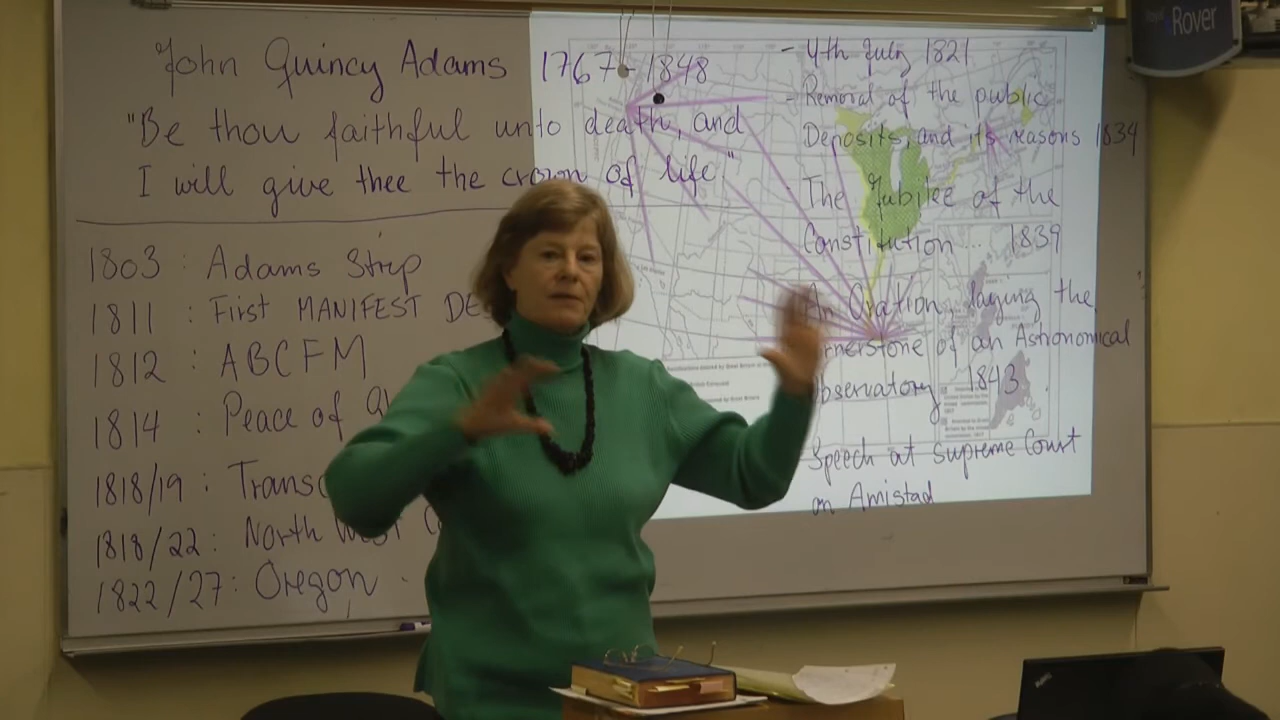 John Quincy Adams 1767 - 1848
"Be thou faithful unto death, and
I will give thee the crown of life."
1803 : Adams Strip
1811 : First MANIFEST DE
1812 : ABCFM
1814 : Peace of
1818/19 :
1818/22 : North West
1822/27 : Oregon
- 4th July 1821
- Removal of the public
Deposits, and its reasons 1834
The Jubilee of the
Constitution ... 1839
An Oration, laying the
Cornerstone of an Astronomical
Observatory 1843
Speech at Supreme Court
on Amistad
Rover